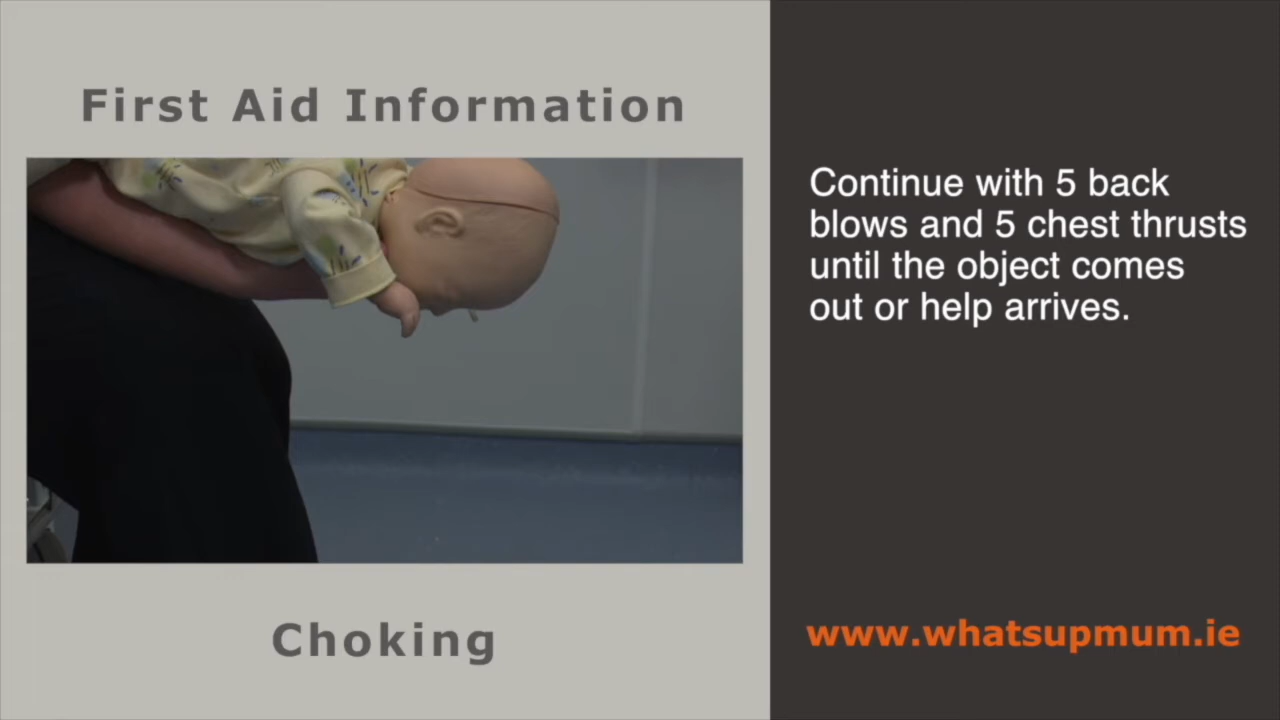 First Aid Information
Continue with 5 back
blows and 5 chest thrusts
until the object comes
out or help arrives.
Choking
www.whatsupmum.ie